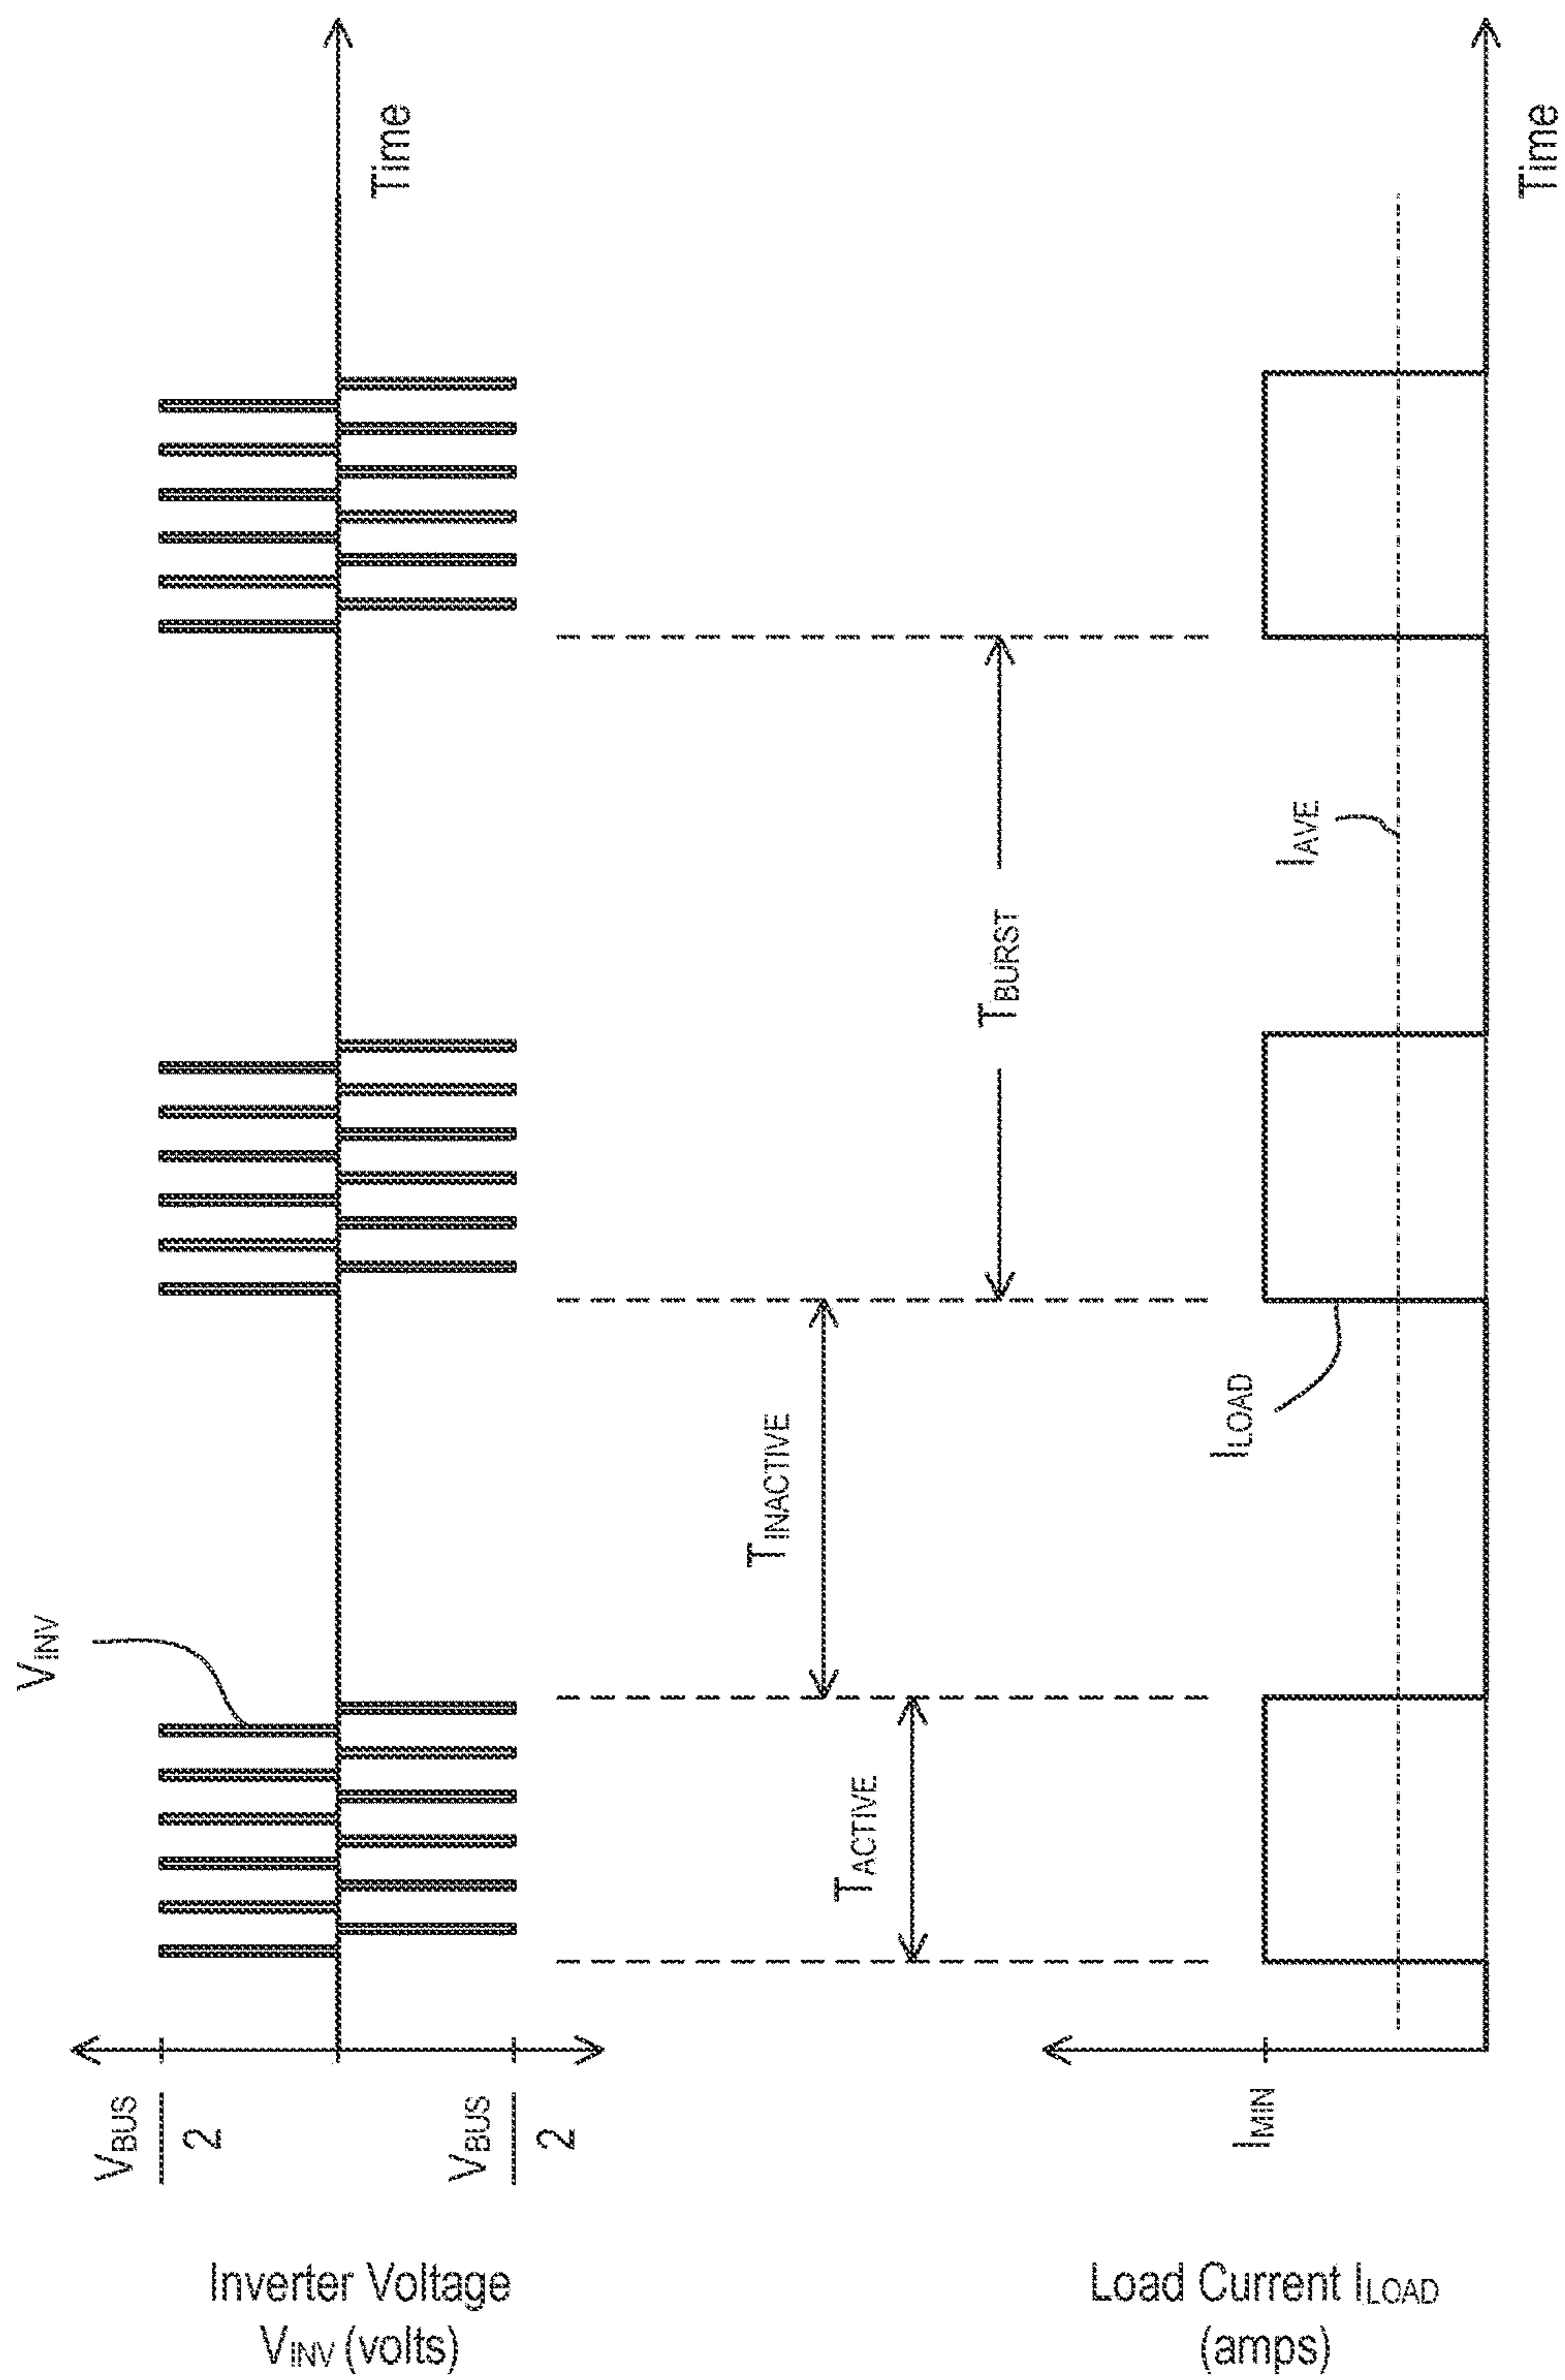 Inverter Voltage
VINV (volts)
VBUS
2
VBUS
2
VINV
Time
TACTIVE
TINACTIVE
TBURST
Load Current ILOAD
(amps)
IMIN
ILOAD
IAVE
Time